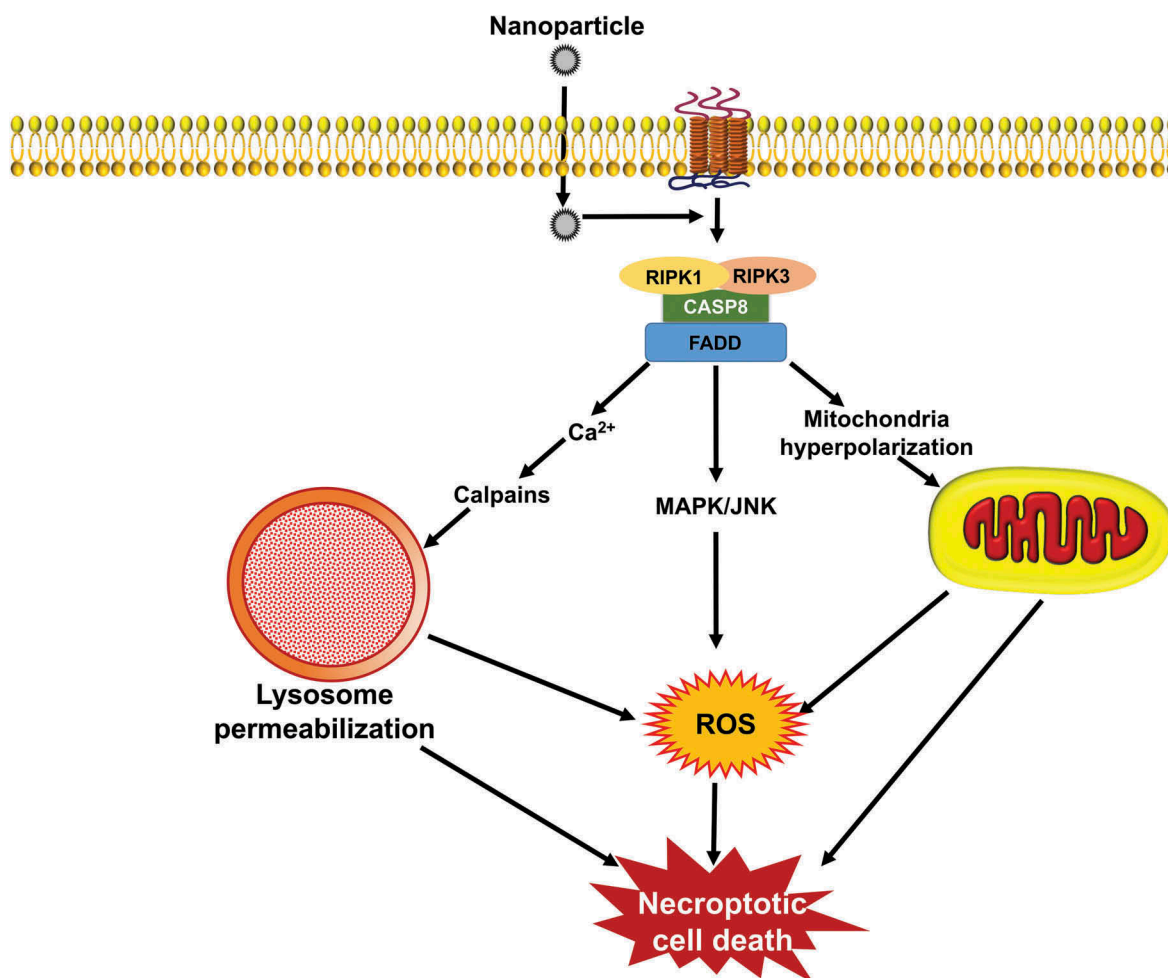 Nanoparticle
RIPK1
RIPK3
CASP8
FADD
Ca²⁺
Mitochondria
hyperpolarization
Calpains
MAPK/JNK
Lysosome
permeabilization
ROS
Necroptotic
cell death